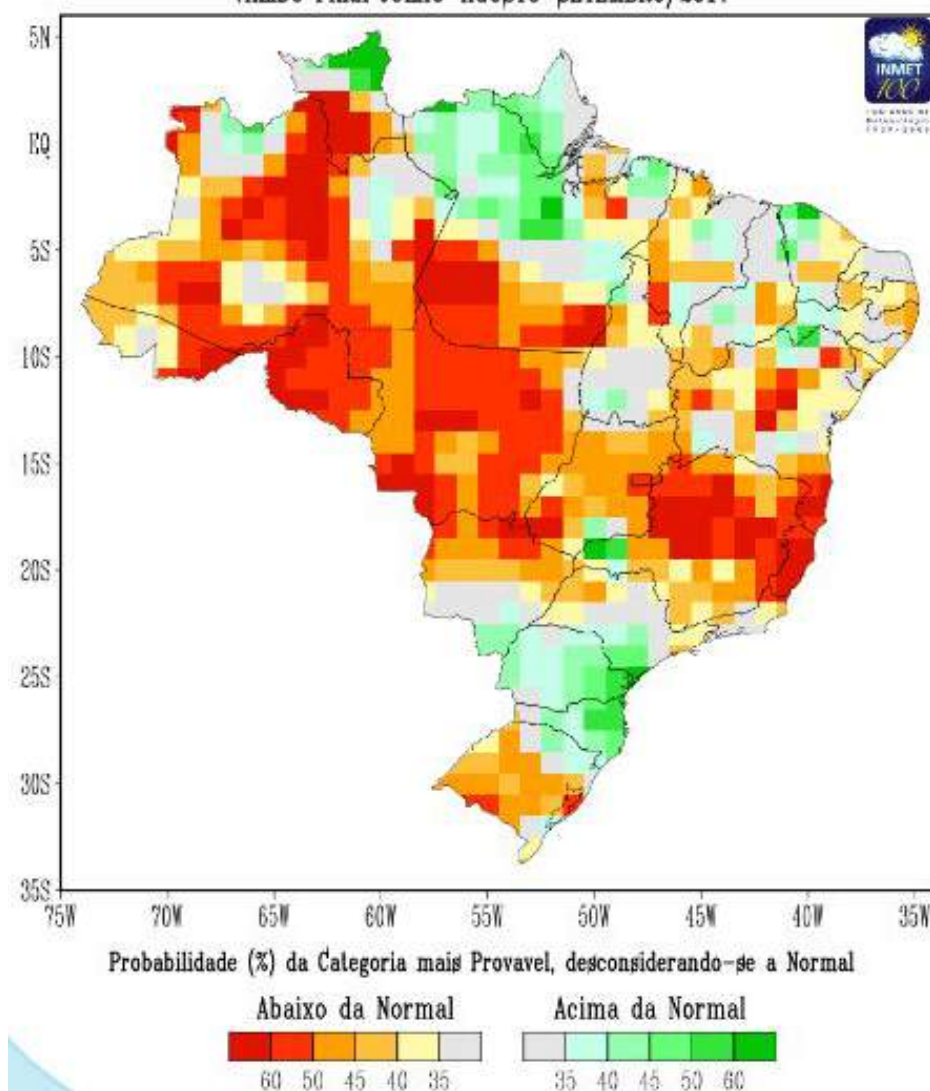 5N
EQ
5S
10S
15S
20S
25S
30S
35S
75W 70W 65W 60W 55W 50W 45W 40W 35W
INMET
100
Probabilidade (%) da Categoria mais Provavel, desconsiderando-se a Normal
Abaixo da Normal Acima da Normal
60 50 45 40 35 35 40 45 50 60